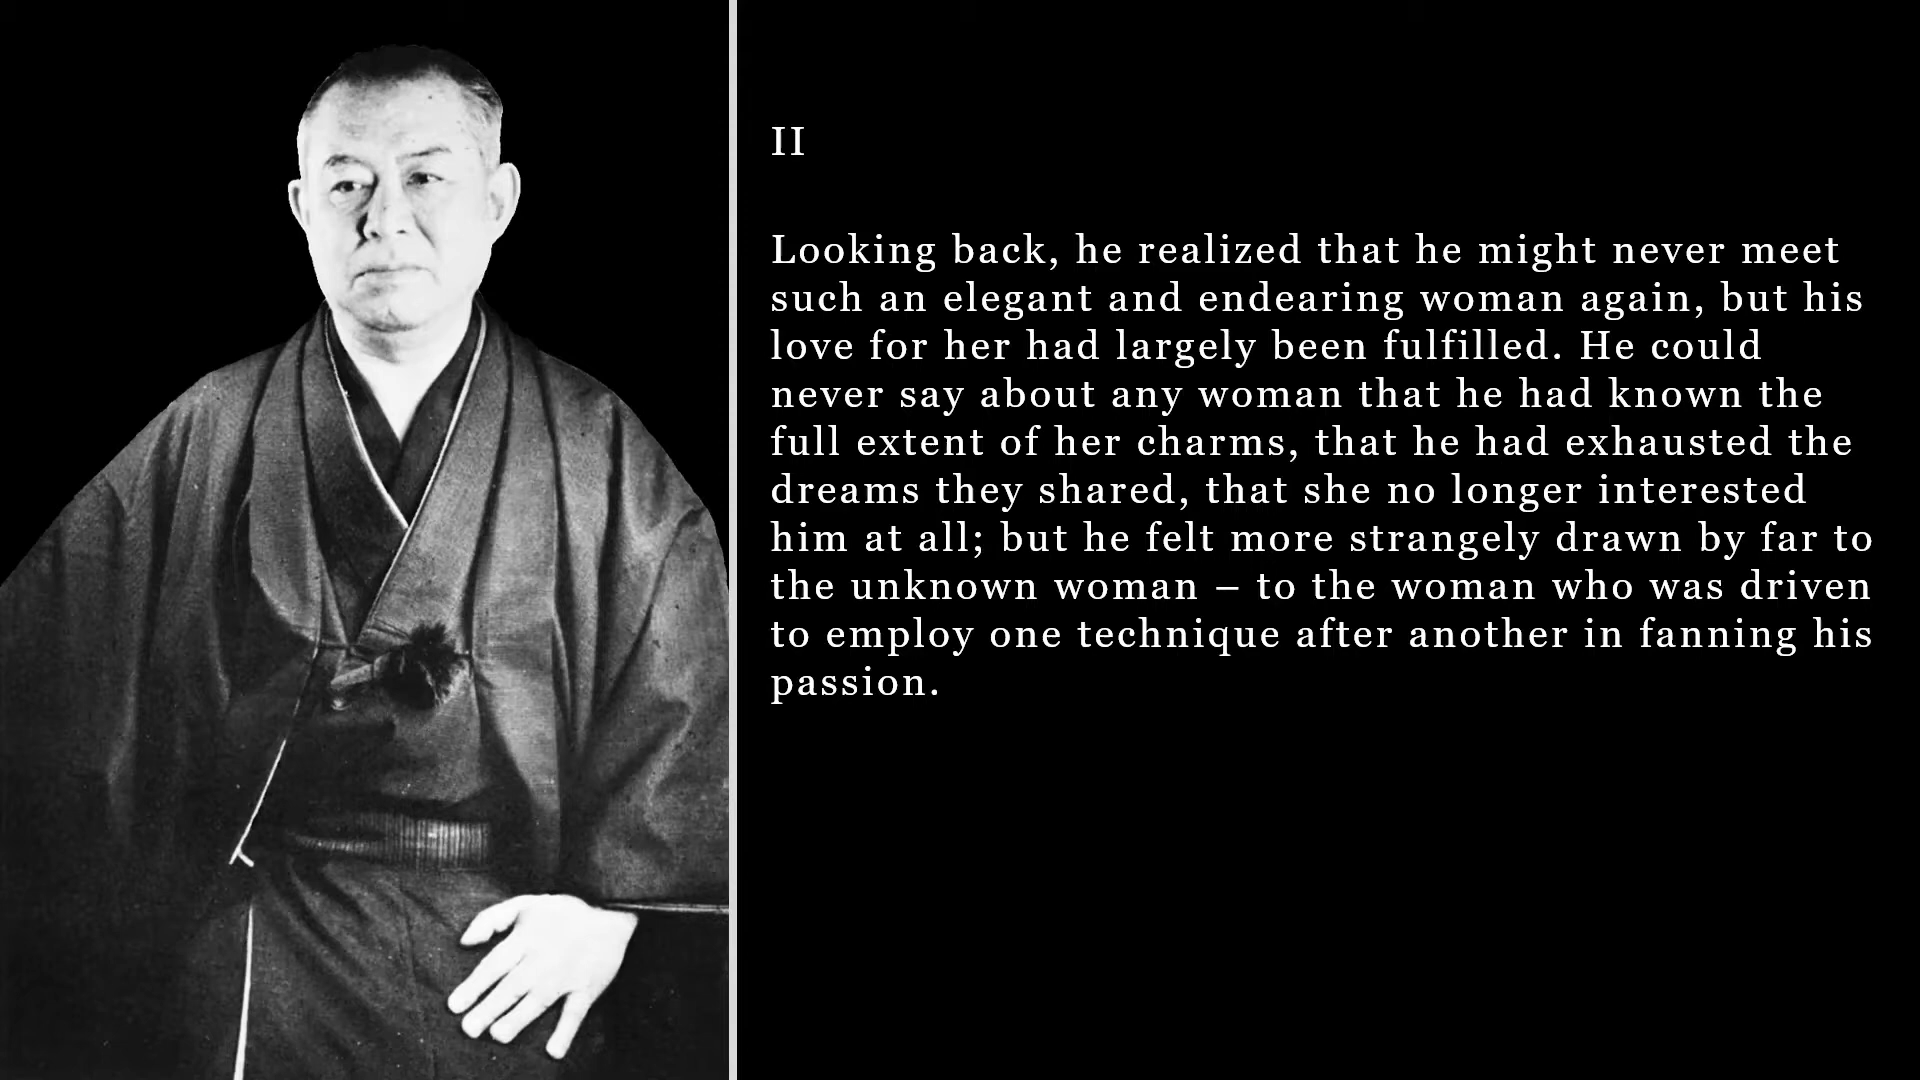 II
Looking back, he realized that he might never meet
such an elegant and endearing woman again, but his
love for her had largely been fulfilled. He could
never say about any woman that he had known the
full extent of her charms, that he had exhausted the
dreams they shared, that she no longer interested
him at all; but he felt more strangely drawn by far to
the unknown woman – to the woman who was driven
to employ one technique after another in fanning his
passion.